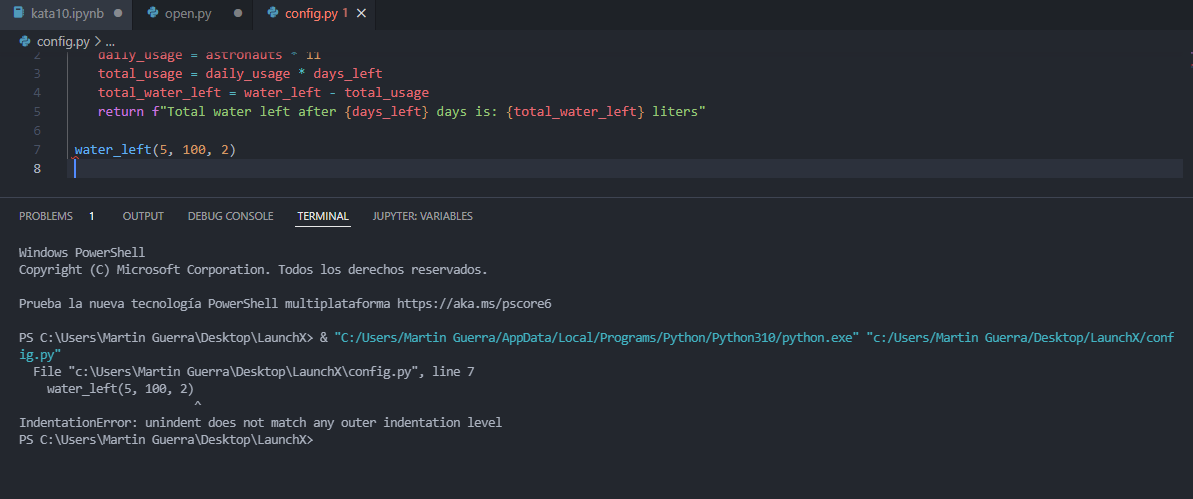 kata10.ipynb
open.py
config.py 1
config.py > ...
2 daily_usage = astronauts * 11
3 total_usage = daily_usage * days_left
4 total_water_left = water_left - total_usage
5 return f"Total water left after {days_left} days is: {total_water_left} liters"
6
7 water_left(5, 100, 2)
8
PROBLEMS 1 OUTPUT DEBUG CONSOLE TERMINAL JUPYTER: VARIABLES
Windows PowerShell
Copyright (C) Microsoft Corporation. Todos los derechos reservados.
Prueba la nueva tecnología PowerShell multiplataforma https://aka.ms/pscore6
PS C:\Users\Martin Guerra\Desktop\LaunchX> & "C:/Users/Martin Guerra/AppData/Local/Programs/Python/Python310/python.exe" "c:/Users/Martin Guerra/Desktop/LaunchX/conf
ig.py"
File "c:\Users\Martin Guerra\Desktop\LaunchX\config.py", line 7
water_left(5, 100, 2)
^
IndentationError: unindent does not match any outer indentation level
PS C:\Users\Martin Guerra\Desktop\LaunchX>